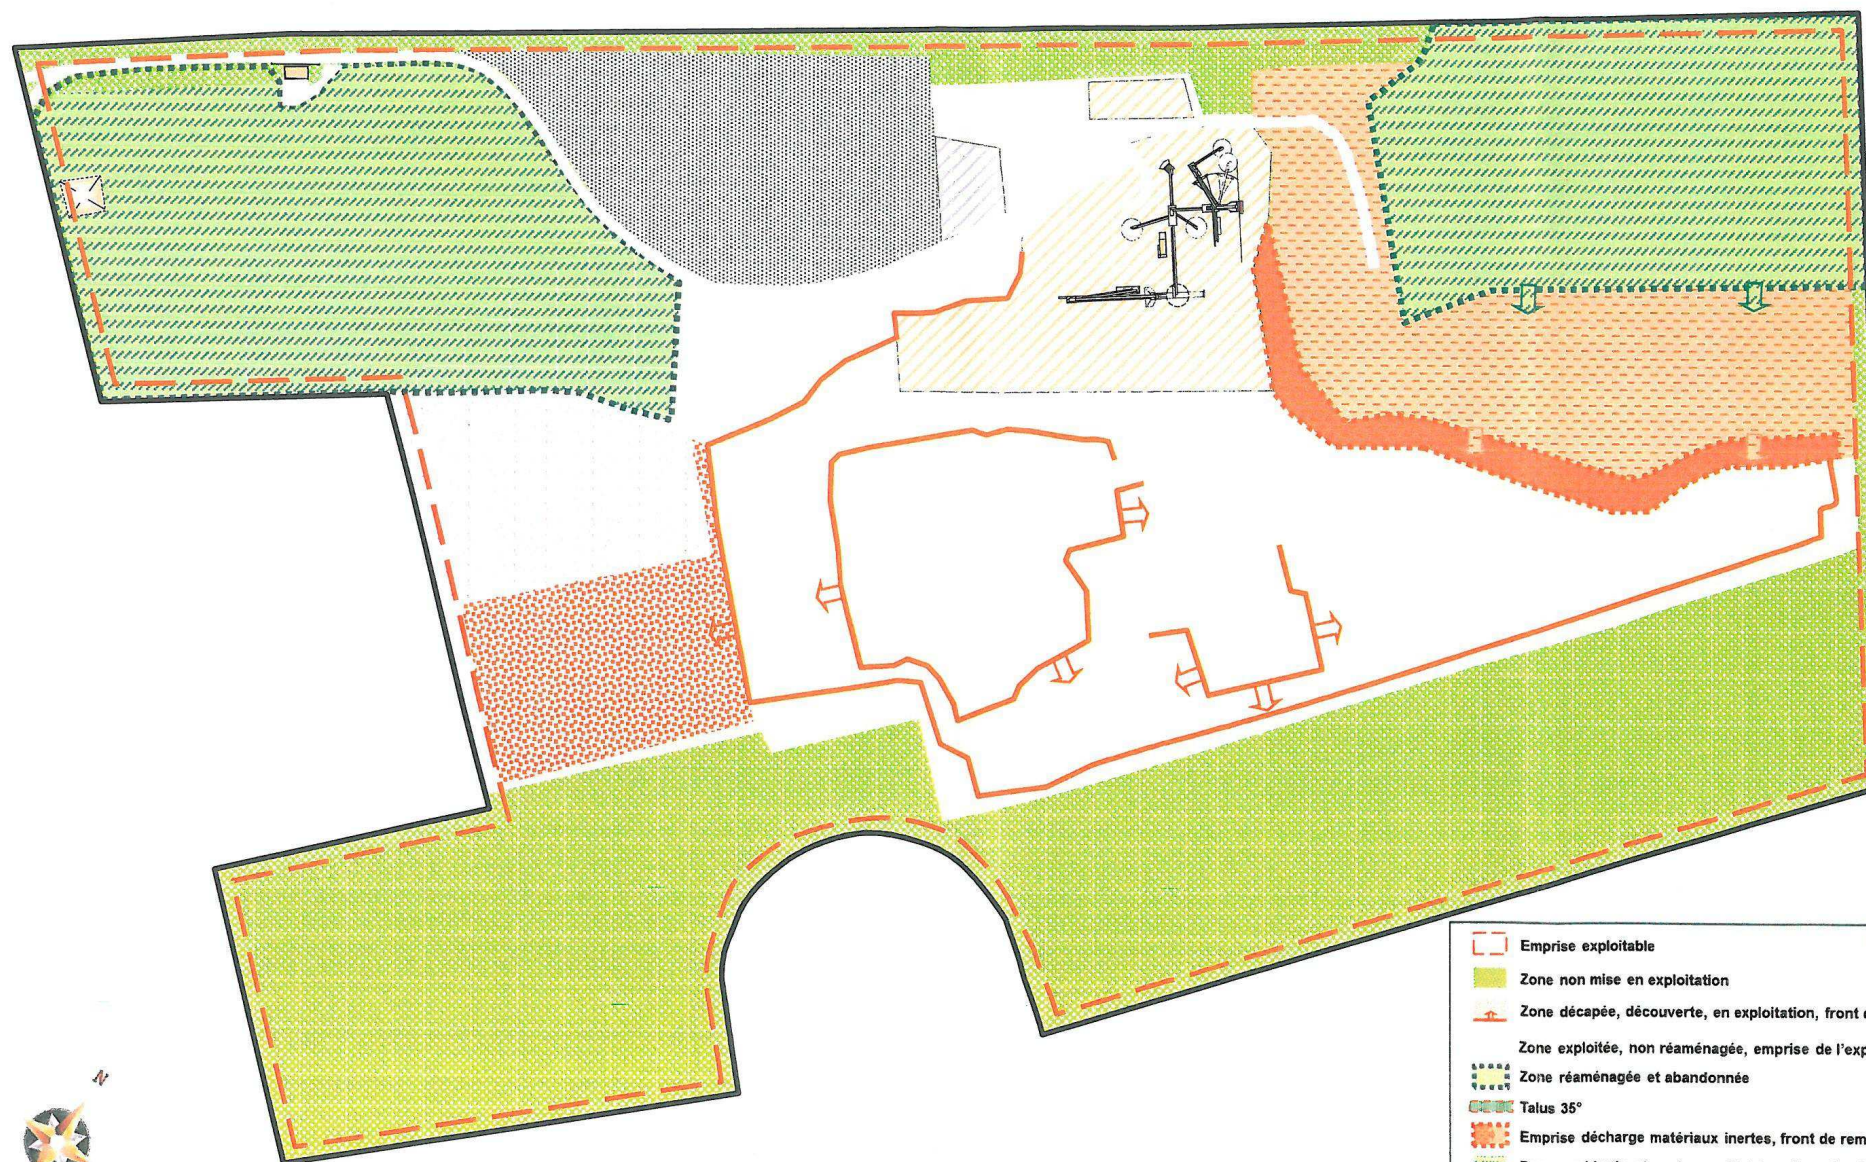 N
Emprise exploitable
Zone non mise en exploitation
Zone décapée, découverte, en exploitation, front
Zone exploitée, non réaménagée, emprise de l'exp
Zone réaménagée et abandonnée
Talus 35°
Emprise décharge matériaux inertes, front de rem